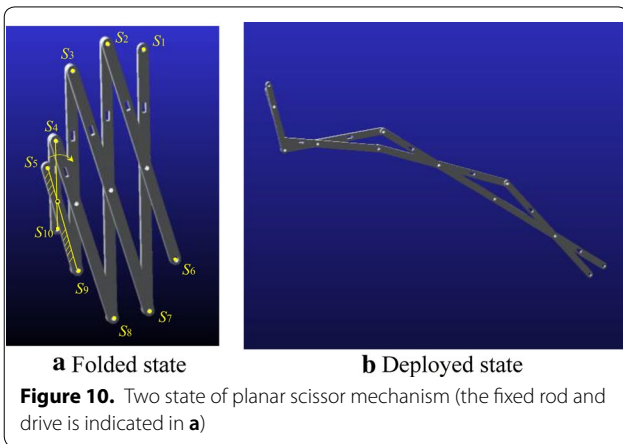 S1
S2
S3
S4
S5
S10
S9
S6
S7
S8
a Folded state
b Deployed state
Figure 10. Two state of planar scissor mechanism (the fixed rod and
drive is indicated in a)